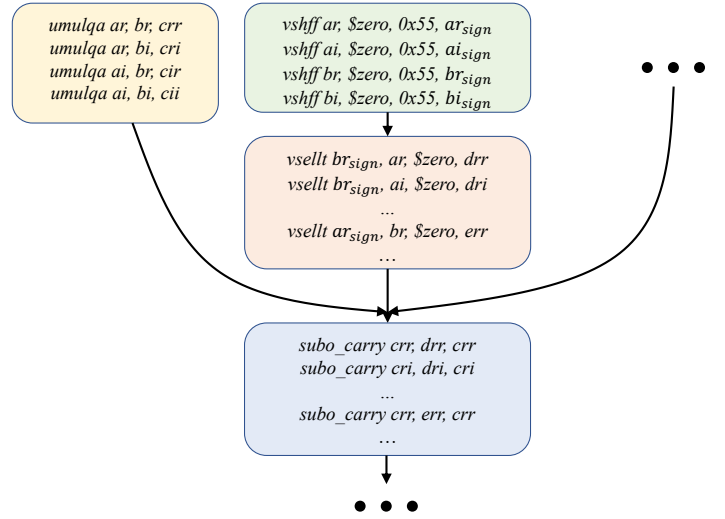 umulqa ar, br, crr
umulqa ar, bi, cri
umulqa ai, br, cir
umulqa ai, bi, cii
vshff ar, $zero, 0x55, ar_sign
vshff ai, $zero, 0x55, ai_sign
vshff br, $zero, 0x55, br_sign
vshff bi, $zero, 0x55, bi_sign
• • •
vsellt br_sign, ar, $zero, drr
vsellt br_sign, ai, $zero, dri
...
vsellt ar_sign, br, $zero, err
...
subo_carry crr, drr, crr
subo_carry cri, dri, cri
...
subo_carry crr, err, crr
...
• • •